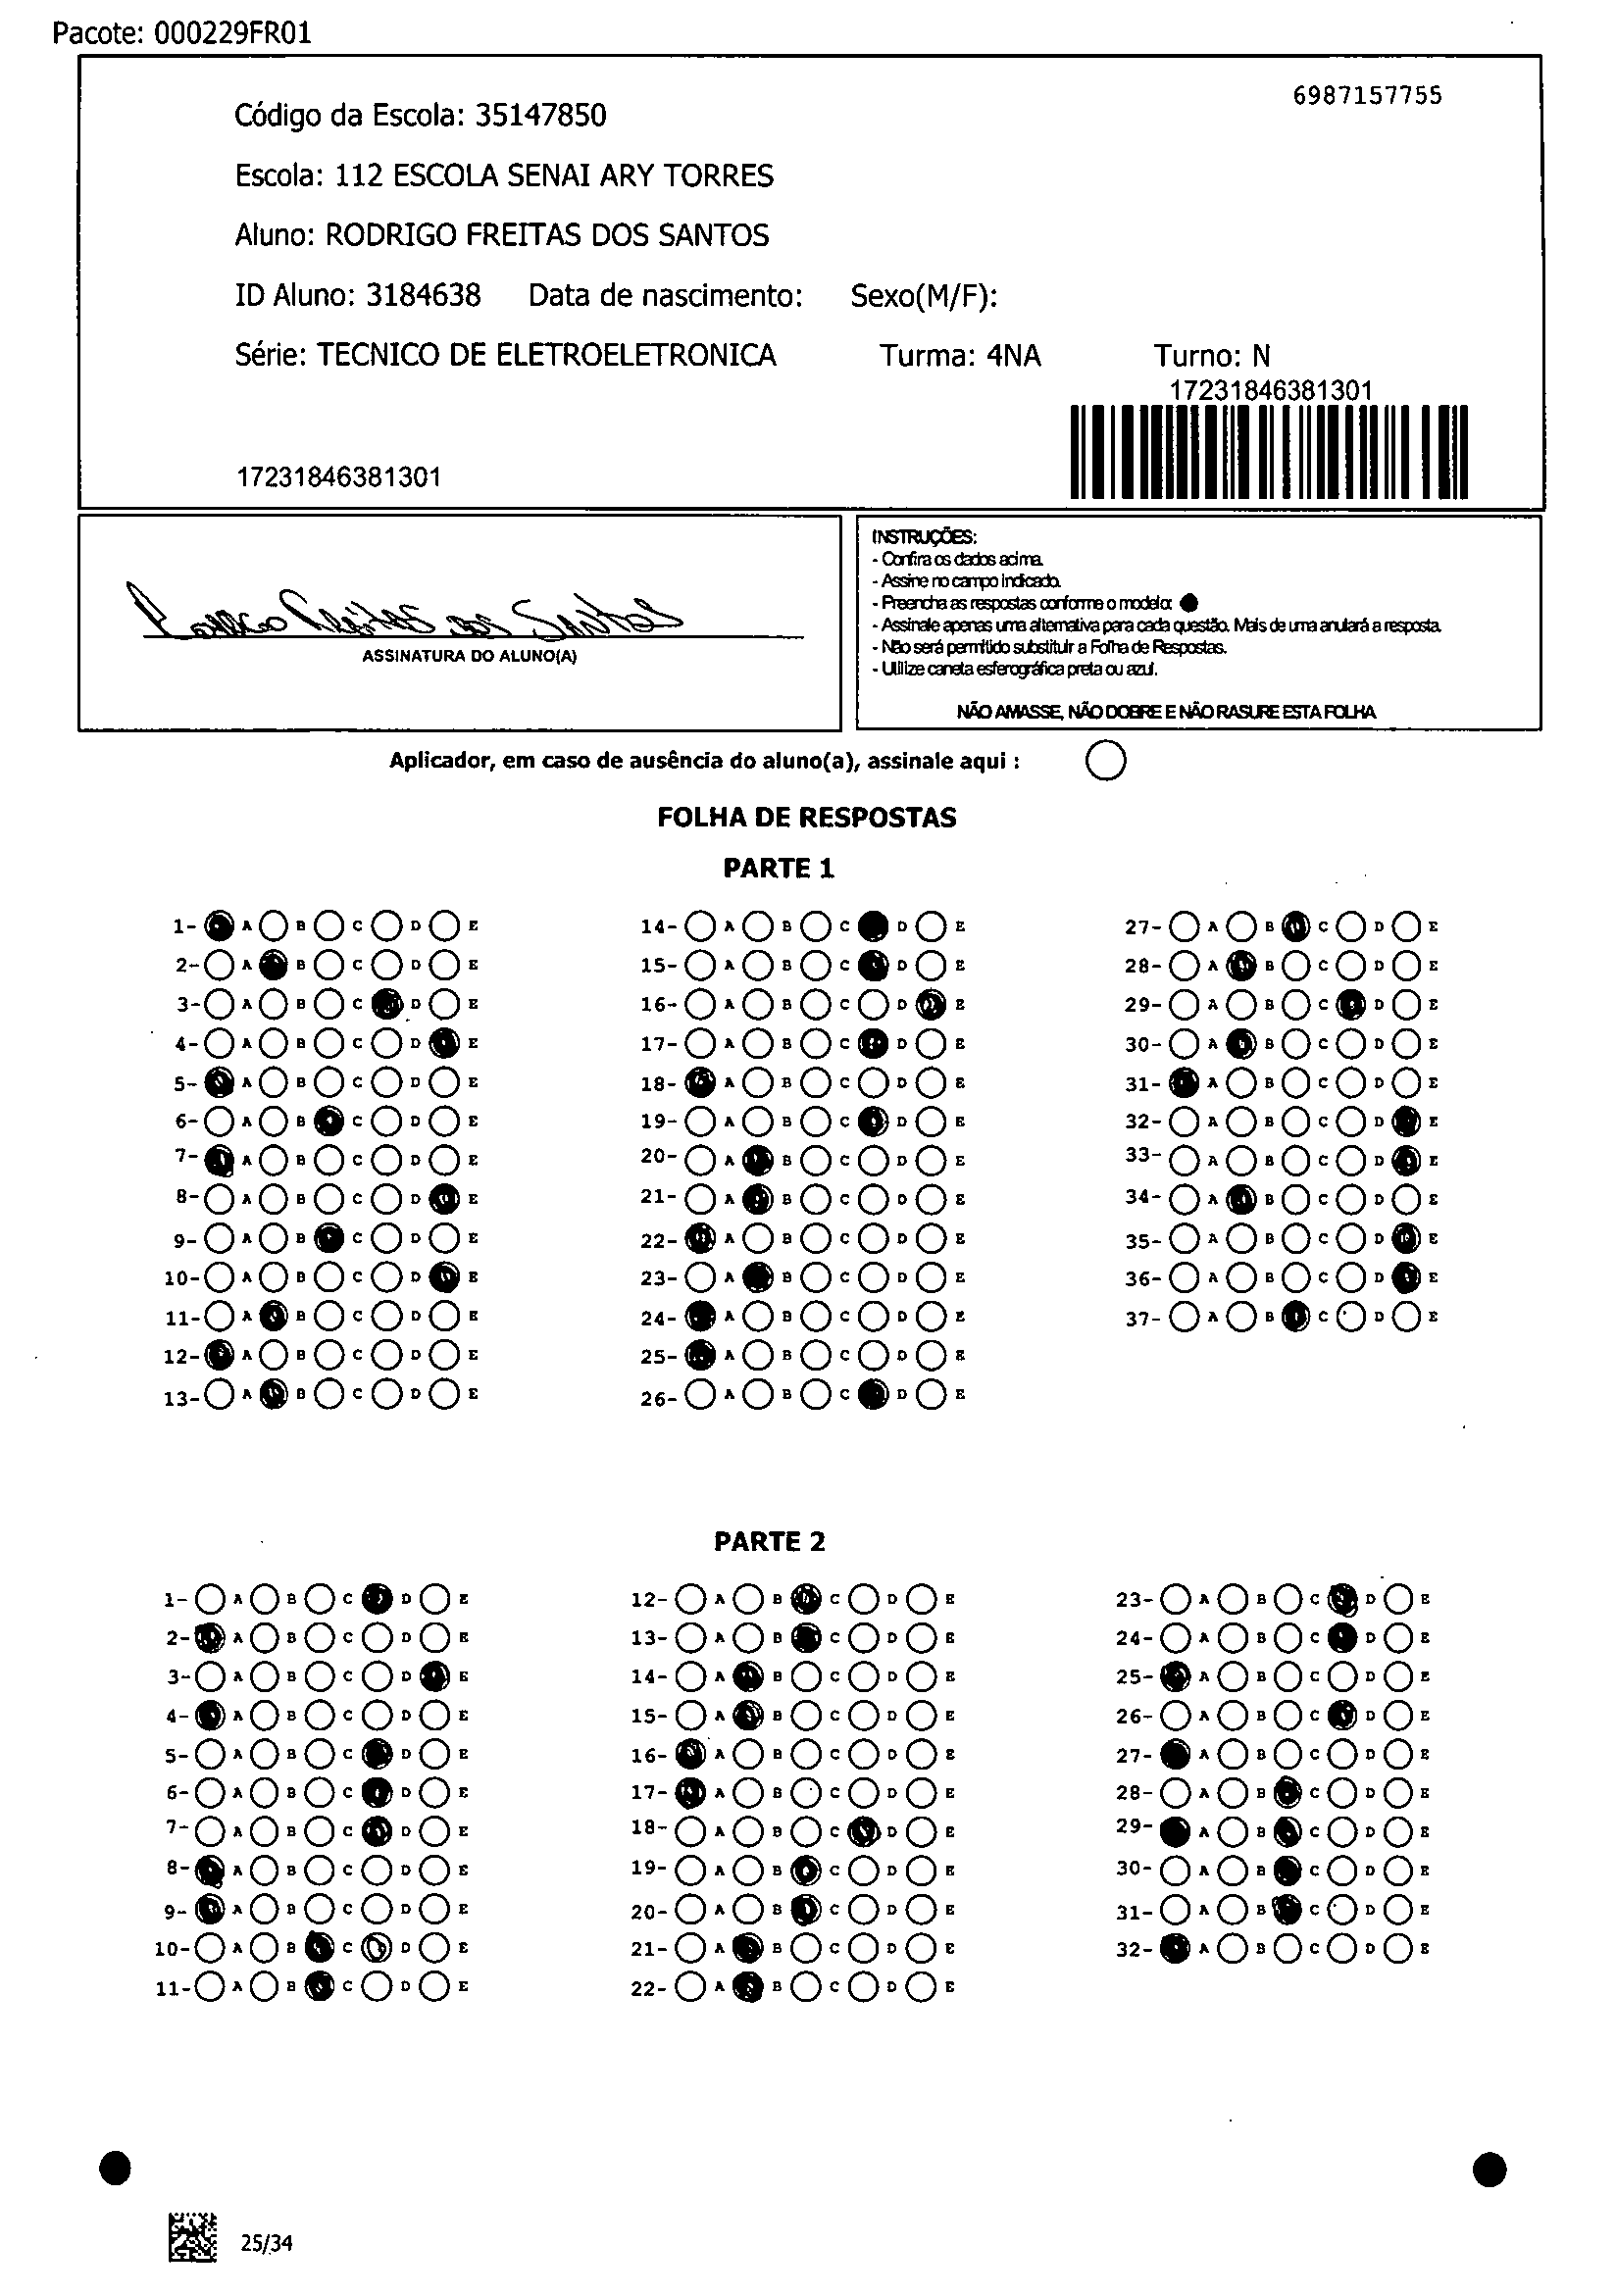 Pacote: 000229FR01
6987157755
Código da Escola: 35147850
Escola: 112 ESCOLA SENAI ARY TORRES
Aluno: RODRIGO FREITAS DOS SANTOS
ID Aluno: 3184638 Data de nascimento: Sexo(M/F):
Série: TECNICO DE ELETROELETRONICA Turma: 4NA Turno: N
17231846381301
17231846381301
Freitas dos Santos
ASSINATURA DO ALUNO(A)
INSTRUÇÕES:
- Confira os dados acima.
- Assine no campo indicado.
- Preencha as respostas conforme o modelo:
- Assinale apenas uma alternativa para cada questão. Mais de uma anulará a resposta.
- Não será permitido substituir a Folha de Respostas.
- Utilize caneta esferográfica preta ou azul.
NÃO AMASSE, NÃO DOBRE E NÃO RASURE ESTA FOLHA
Aplicador, em caso de ausência do aluno(a), assinale aqui :
FOLHA DE RESPOSTAS
PARTE 1
1- A B C D E 14- A B C D E 27- A B C D E
2- A B C D E 15- A B C D E 28- A B C D E
3- A B C D E 16- A B C D E 29- A B C D E
4- A B C D E 17- A B C D E 30- A B C D E
5- A B C D E 18- A B C D E 31- A B C D E
6- A B C D E 19- A B C D E 32- A B C D E
7- A B C D E 20- A B C D E 33- A B C D E
8- A B C D E 21- A B C D E 34- A B C D E
9- A B C D E 22- A B C D E 35- A B C D E
10- A B C D E 23- A B C D E 36- A B C D E
11- A B C D E 24- A B C D E 37- A B C D E
12- A B C D E 25- A B C D E
13- A B C D E 26- A B C D E
PARTE 2
1- A B C D E 12- A B C D E 23- A B C D E
2- A B C D E 13- A B C D E 24- A B C D E
3- A B C D E 14- A B C D E 25- A B C D E
4- A B C D E 15- A B C D E 26- A B C D E
5- A B C D E 16- A B C D E 27- A B C D E
6- A B C D E 17- A B C D E 28- A B C D E
7- A B C D E 18- A B C D E 29- A B C D E
8- A B C D E 19- A B C D E 30- A B C D E
9- A B C D E 20- A B C D E 31- A B C D E
10- A B C D E 21- A B C D E 32- A B C D E
11- A B C D E 22- A B C D E
25/34